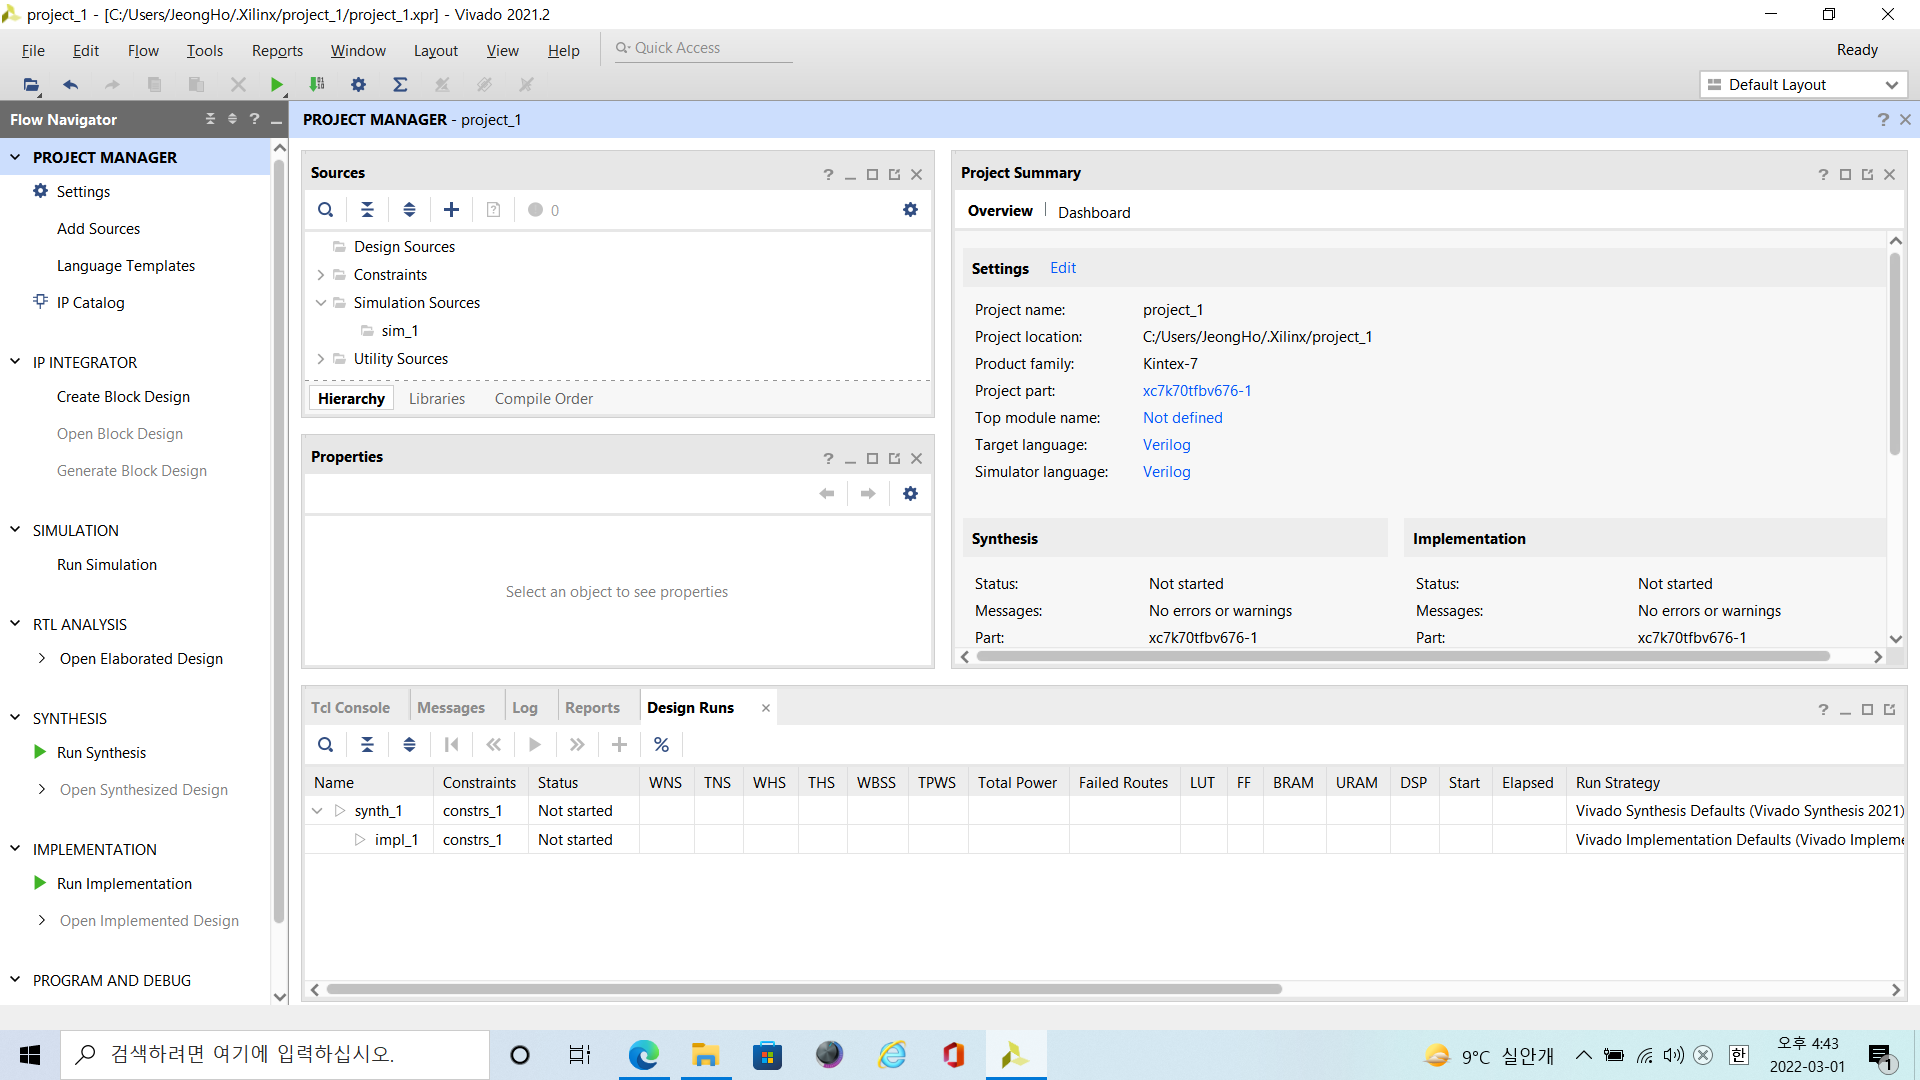 project_1 - [C:/Users/JeongHo/.Xilinx/project_1/project_1.xpr] - Vivado 2021.2
File Edit Flow Tools Reports Window Layout View Help Quick Access Ready
Default Layout
Flow Navigator
PROJECT MANAGER
Settings
Add Sources
Language Templates
IP Catalog
IP INTEGRATOR
Create Block Design
Open Block Design
Generate Block Design
SIMULATION
Run Simulation
RTL ANALYSIS
Open Elaborated Design
SYNTHESIS
Run Synthesis
Open Synthesized Design
IMPLEMENTATION
Run Implementation
Open Implemented Design
PROGRAM AND DEBUG
PROJECT MANAGER - project_1
Sources
0
Design Sources
Constraints
Simulation Sources
sim_1
Utility Sources
Hierarchy Libraries Compile Order
Properties
Select an object to see properties
Project Summary
Overview Dashboard
Settings Edit
Project name: project_1
Project location: C:/Users/JeongHo/.Xilinx/project_1
Product family: Kintex-7
Project part: xc7k70tfbv676-1
Top module name: Not defined
Target language: Verilog
Simulator language: Verilog
Synthesis
Status: Not started
Messages: No errors or warnings
Part: xc7k70tfbv676-1
Implementation
Status: Not started
Messages: No errors or warnings
Part: xc7k70tfbv676-1
Tcl Console Messages Log Reports Design Runs
Name Constraints Status WNS TNS WHS THS WBSS TPWS Total Power Failed Routes LUT FF BRAM URAM DSP Start Elapsed Run Strategy
synth_1 constrs_1 Not started Vivado Synthesis Defaults (Vivado Synthesis 2021)
impl_1 constrs_1 Not started Vivado Implementation Defaults (Vivado Impleme
검색하려면 여기에 입력하십시오.
9°C 실안개
한
오후 4:43
2022-03-01
1